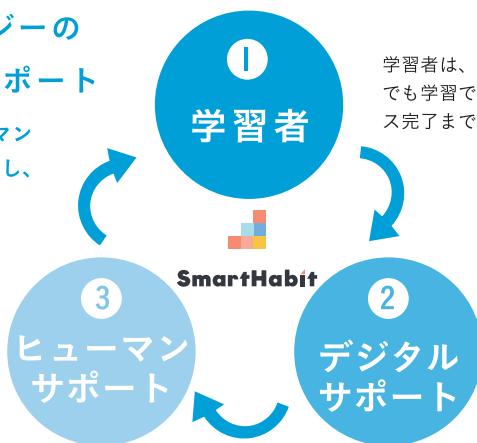 ジーの
ポート
マン
し、
1
学習者
学習者は、
でも学習で
ス完了まで
SmartHabit
3
ヒューマン
サポート
2
デジタル
サポート